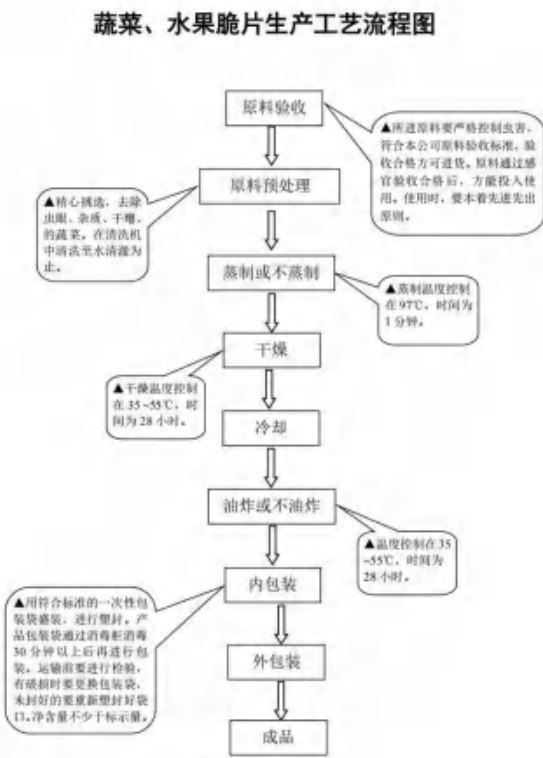 蔬菜、水果脆片生产工艺流程图
原料验收
▲所进原料要严格控制虫害，
符合本公司原料验收标准，验
收合格方可进货。原料通过感
官验收合格后，方能投入使
用。使用时，要本着先进先出
原则。
原料预处理
▲精心挑选，去除
虫眼、杂质、干瘪，
的蔬菜。在清洗机
中清洗至水清澈为
止。
蒸制或不蒸制
▲蒸制温度控制
在97℃，时间为
1分钟。
干燥
▲干燥温度控制
在35~55℃，时
间为28小时。
冷却
油炸或不油炸
▲温度控制在35
~55℃，时间为
28小时。
内包装
▲用符合标准的一次性包
装袋盛装，进行塑封。产
品包装袋通过消毒柜消毒
30分钟以上后再进行包
装。运输前要进行检验，
有破损时要更换包装袋，
未封好的要重新塑封好袋
口。净含量不少于标示量。
外包装
成品